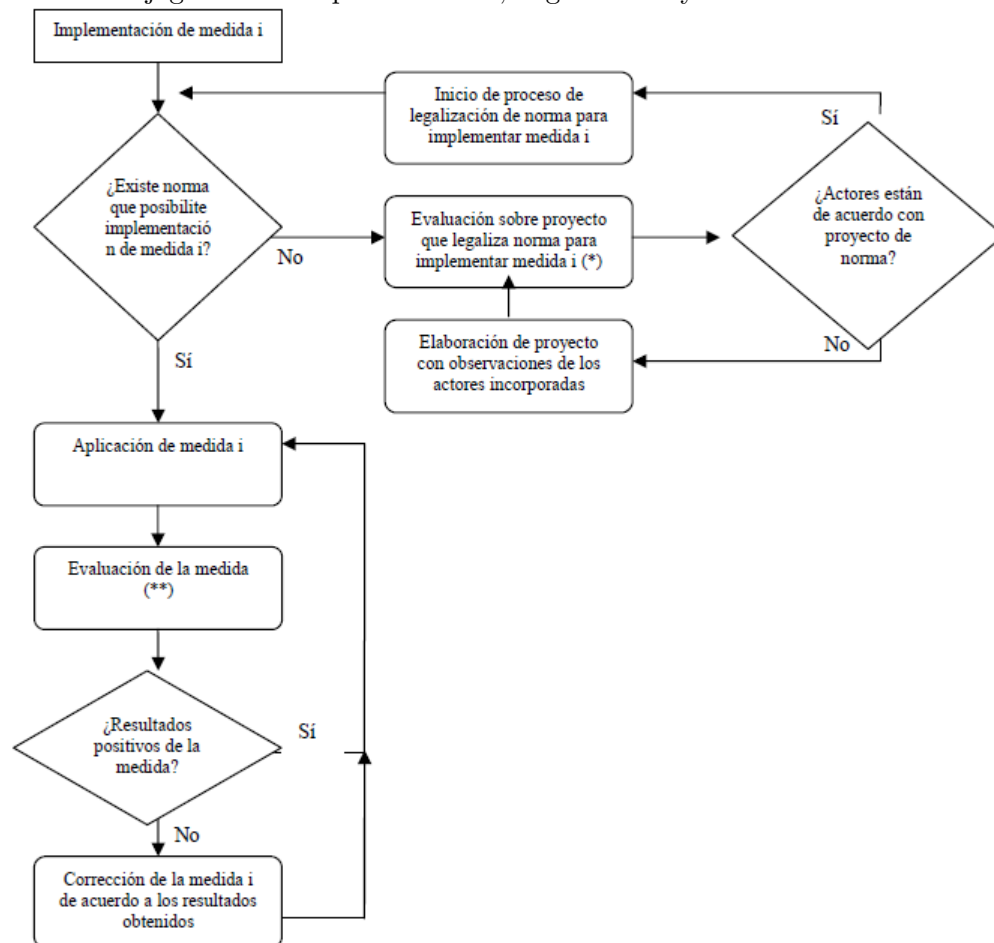 Implementación de medida i
Inicio de proceso de
legalización de norma para
implementar medida i
Sí
¿Existe norma
que posibilite
implementació
n de medida i?
No
Evaluación sobre proyecto
que legaliza norma para
implementar medida i (*)
¿Actores están
de acuerdo con
proyecto de
norma?
No
Elaboración de proyecto
con observaciones de los
actores incorporadas
Sí
Aplicación de medida i
Evaluación de la medida
(**)
¿Resultados
positivos de la
medida?
Sí
No
Corrección de la medida i
de acuerdo a los resultados
obtenidos